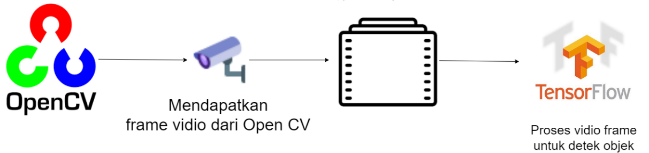 OpenCV
Mendapatkan
frame vidio dari Open CV
TensorFlow
Proses vidio frame
untuk detek objek